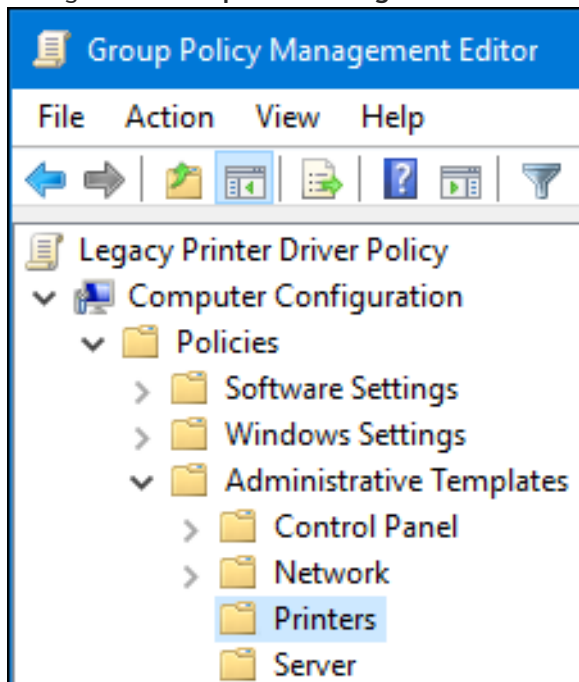 Group Policy Management Editor
File Action View Help
Legacy Printer Driver Policy
Computer Configuration
Policies
Software Settings
Windows Settings
Administrative Templates
Control Panel
Network
Printers
Server